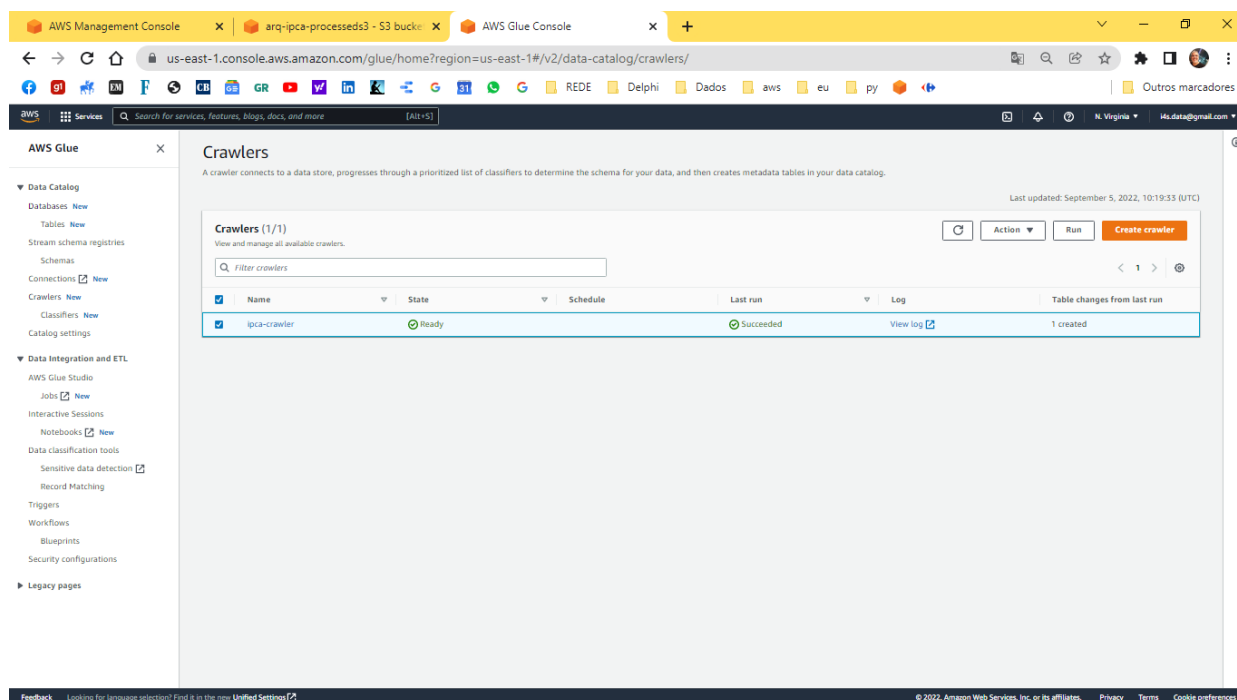 AWS Management Console
arq-ipca-processeds3 - S3 bucke
AWS Glue Console
us-east-1.console.aws.amazon.com/glue/home?region=us-east-1#/v2/data-catalog/crawlers/
REDE Delphi Dados aws eu py Outros marcadores
aws Services Search for services, features, blogs, docs, and more [Alt+S] N. Virginia i4s.data@gmail.com
AWS Glue
Data Catalog
Databases New
Tables New
Stream schema registries
Schemas
Connections New
Crawlers New
Classifiers New
Catalog settings
Data Integration and ETL
AWS Glue Studio
Jobs New
Interactive Sessions
Notebooks New
Data classification tools
Sensitive data detection
Record Matching
Triggers
Workflows
Blueprints
Security configurations
Legacy pages
Crawlers
A crawler connects to a data store, progresses through a prioritized list of classifiers to determine the schema for your data, and then creates metadata tables in your data catalog.
Last updated: September 5, 2022, 10:19:33 (UTC)
Crawlers (1/1)
View and manage all available crawlers.
Action Run Create crawler
Filter crawlers
1
Name State Schedule Last run Log Table changes from last run
ipca-crawler Ready Succeeded View log 1 created
Feedback Looking for language selection? Find it in the new Unified Settings © 2022, Amazon Web Services, Inc. or its affiliates. Privacy Terms Cookie preferences